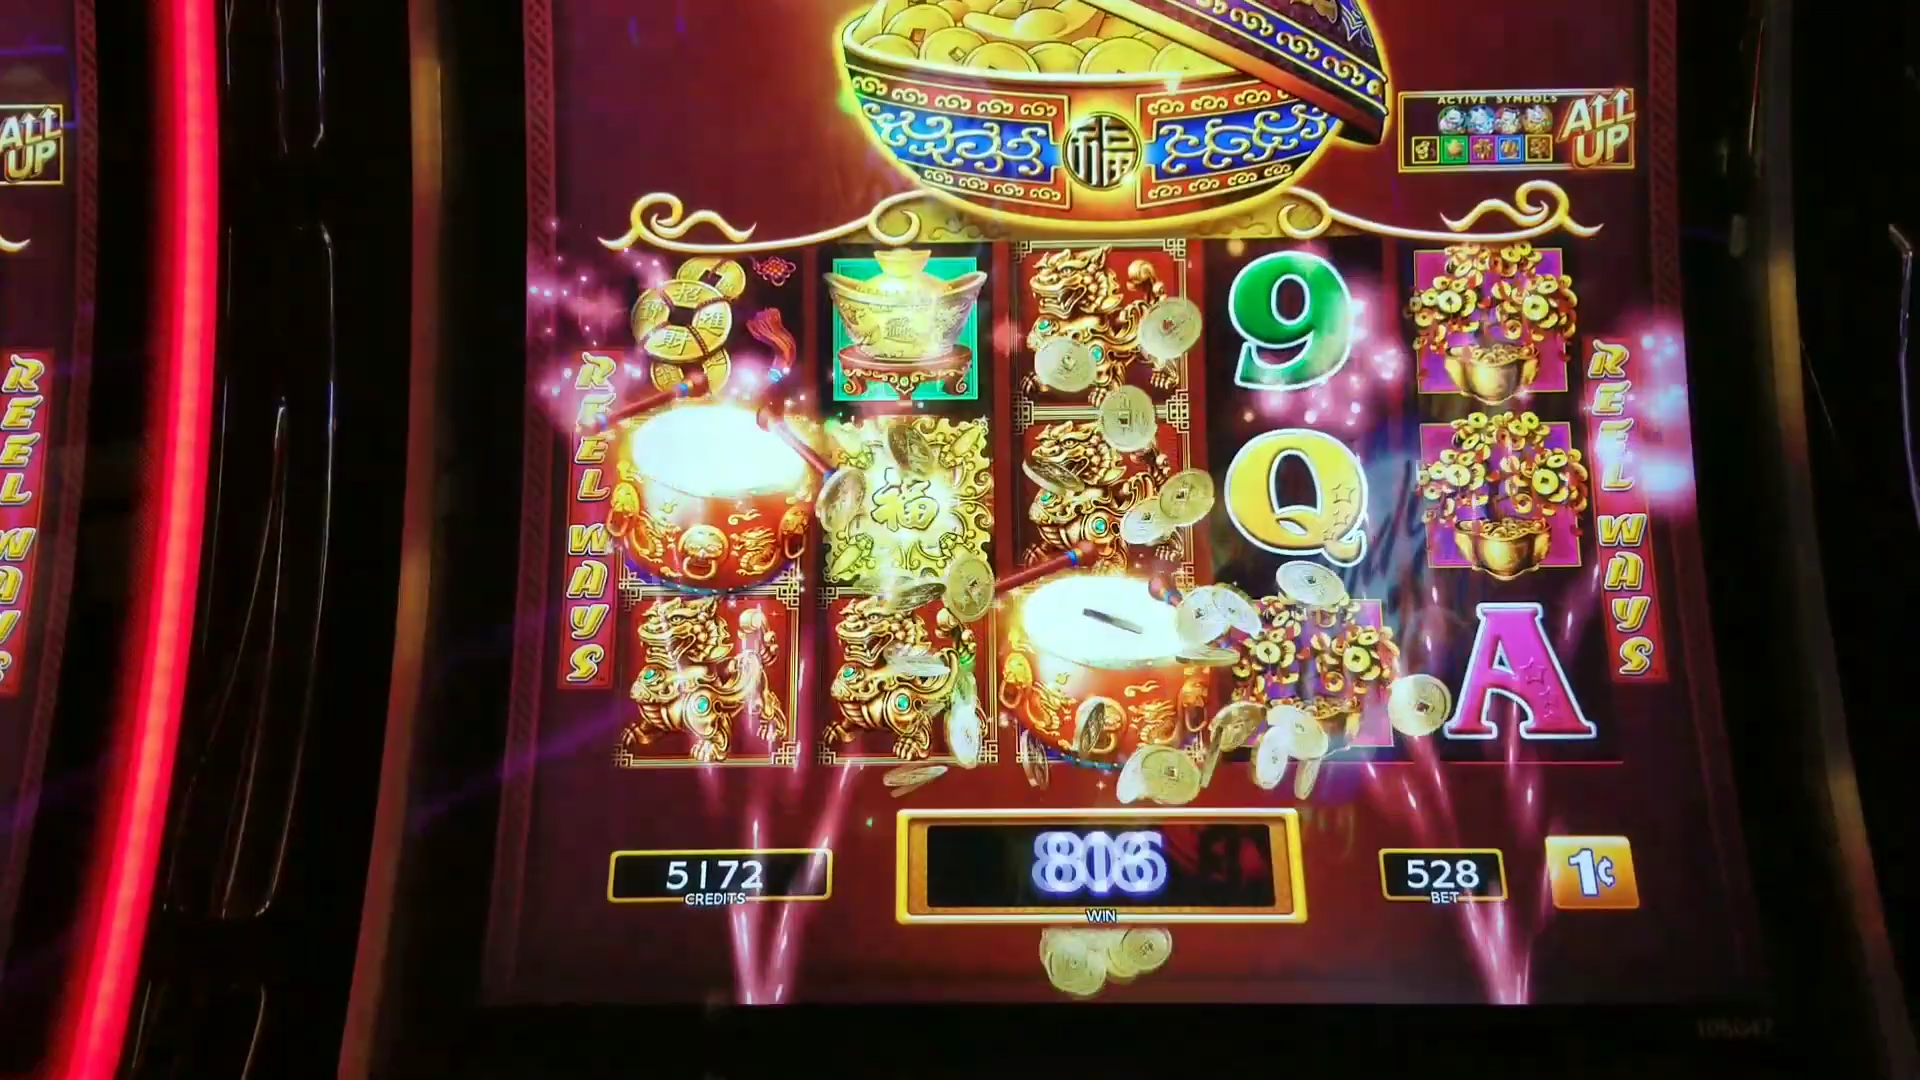 福
ACTIVE SYMBOLS
ALL UP
ALL UP
9
REEL WAYS
REEL WAYS
REEL WAYS
福
Q
A
5172
CREDITS
WIN
528
BET
1¢